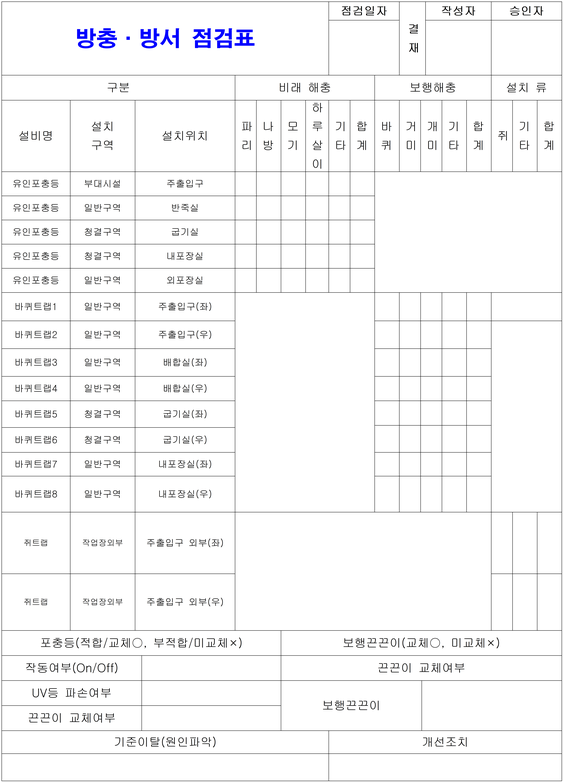 방충·방서 점검표
점검일자
결재
작성자
승인자
구분
비래 해충
보행해충
설치 류
설비명
설치 구역
설치위치
파리
나방
모기
하루살이
기타
합계
바퀴
거미
개미
기타
합계
쥐
기타
합계
유인포충등 부대시설 주출입구
유인포충등 일반구역 반죽실
유인포충등 청결구역 굽기실
유인포충등 청결구역 내포장실
유인포충등 일반구역 외포장실
바퀴트랩1 일반구역 주출입구(좌)
바퀴트랩2 일반구역 주출입구(우)
바퀴트랩3 일반구역 배합실(좌)
바퀴트랩4 일반구역 배합실(우)
바퀴트랩5 청결구역 굽기실(좌)
바퀴트랩6 청결구역 굽기실(우)
바퀴트랩7 일반구역 내포장실(좌)
바퀴트랩8 일반구역 내포장실(우)
쥐트랩 작업장외부 주출입구 외부(좌)
쥐트랩 작업장외부 주출입구 외부(우)
포충등(적합/교체○, 부적합/미교체×)
보행끈끈이(교체○, 미교체×)
작동여부(On/Off)
끈끈이 교체여부
UV등 파손여부
보행끈끈이
끈끈이 교체여부
기준이탈(원인파악)
개선조치